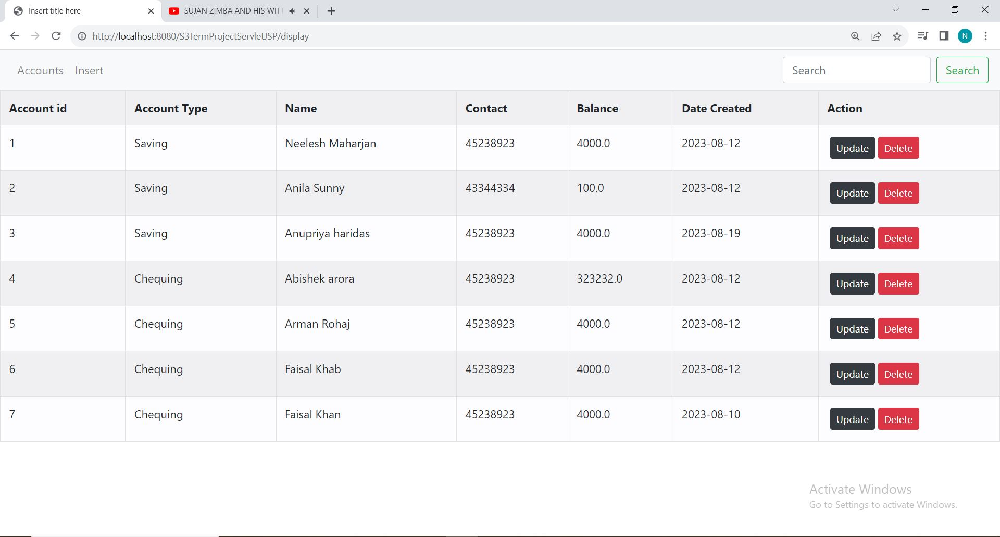 Insert title here
SUJAN ZIMBA AND HIS WIT
http://localhost:8080/S3TermProjectServletJSP/display
N
Accounts Insert Search Search
Account id Account Type Name Contact Balance Date Created Action
1 Saving Neelesh Maharjan 45238923 4000.0 2023-08-12 Update Delete
2 Saving Anila Sunny 43344334 100.0 2023-08-12 Update Delete
3 Saving Anupriya haridas 45238923 4000.0 2023-08-19 Update Delete
4 Chequing Abishek arora 45238923 323232.0 2023-08-12 Update Delete
5 Chequing Arman Rohaj 45238923 4000.0 2023-08-12 Update Delete
6 Chequing Faisal Khab 45238923 4000.0 2023-08-12 Update Delete
7 Chequing Faisal Khan 45238923 4000.0 2023-08-10 Update Delete
Activate Windows
Go to Settings to activate Windows.